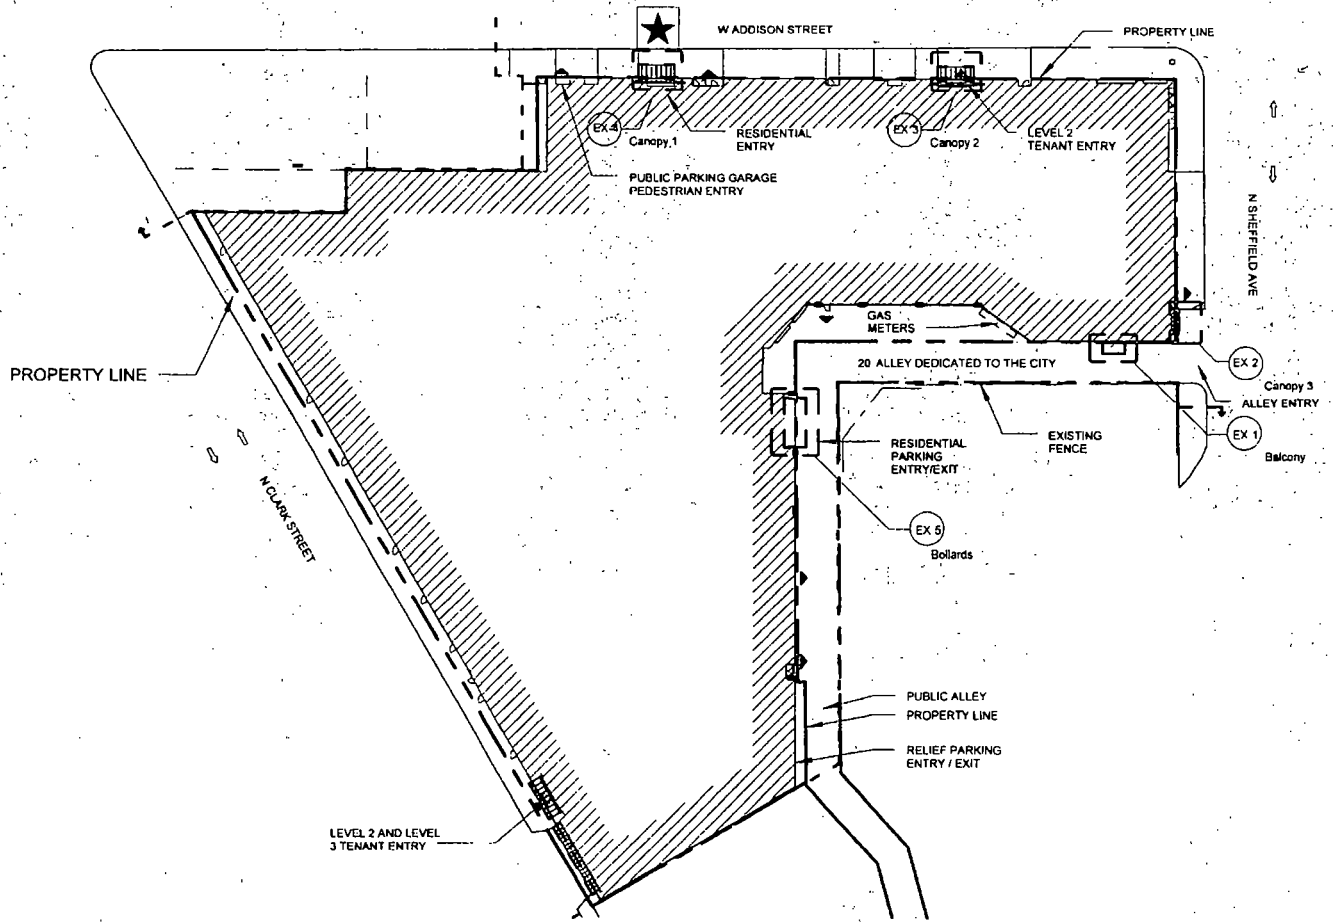 W ADDISON STREET
PROPERTY LINE
EX 4
Canopy 1
RESIDENTIAL
ENTRY
EX 3
Canopy 2
LEVEL 2
TENANT ENTRY
PUBLIC PARKING GARAGE
PEDESTRIAN ENTRY
N SHEFFIELD AVE
GAS
METERS
20 ALLEY DEDICATED TO THE CITY
EX 2
Canopy 3
ALLEY ENTRY
EX 1
Balcony
PROPERTY LINE
N CLARK STREET
RESIDENTIAL
PARKING
ENTRY/EXIT
EXISTING
FENCE
EX 5
Bollards
PUBLIC ALLEY
PROPERTY LINE
RELIEF PARKING
ENTRY / EXIT
LEVEL 2 AND LEVEL
3 TENANT ENTRY